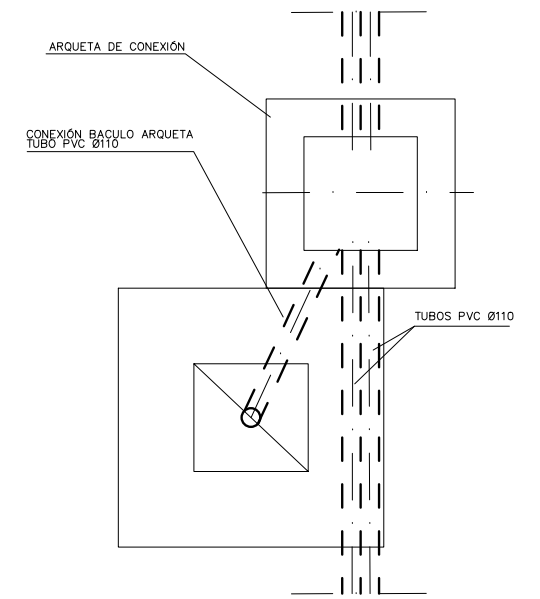 ARQUETA DE CONEXIÓN
CONEXIÓN BACULO ARQUETA
TUBO PVC Ø110
TUBOS PVC Ø110